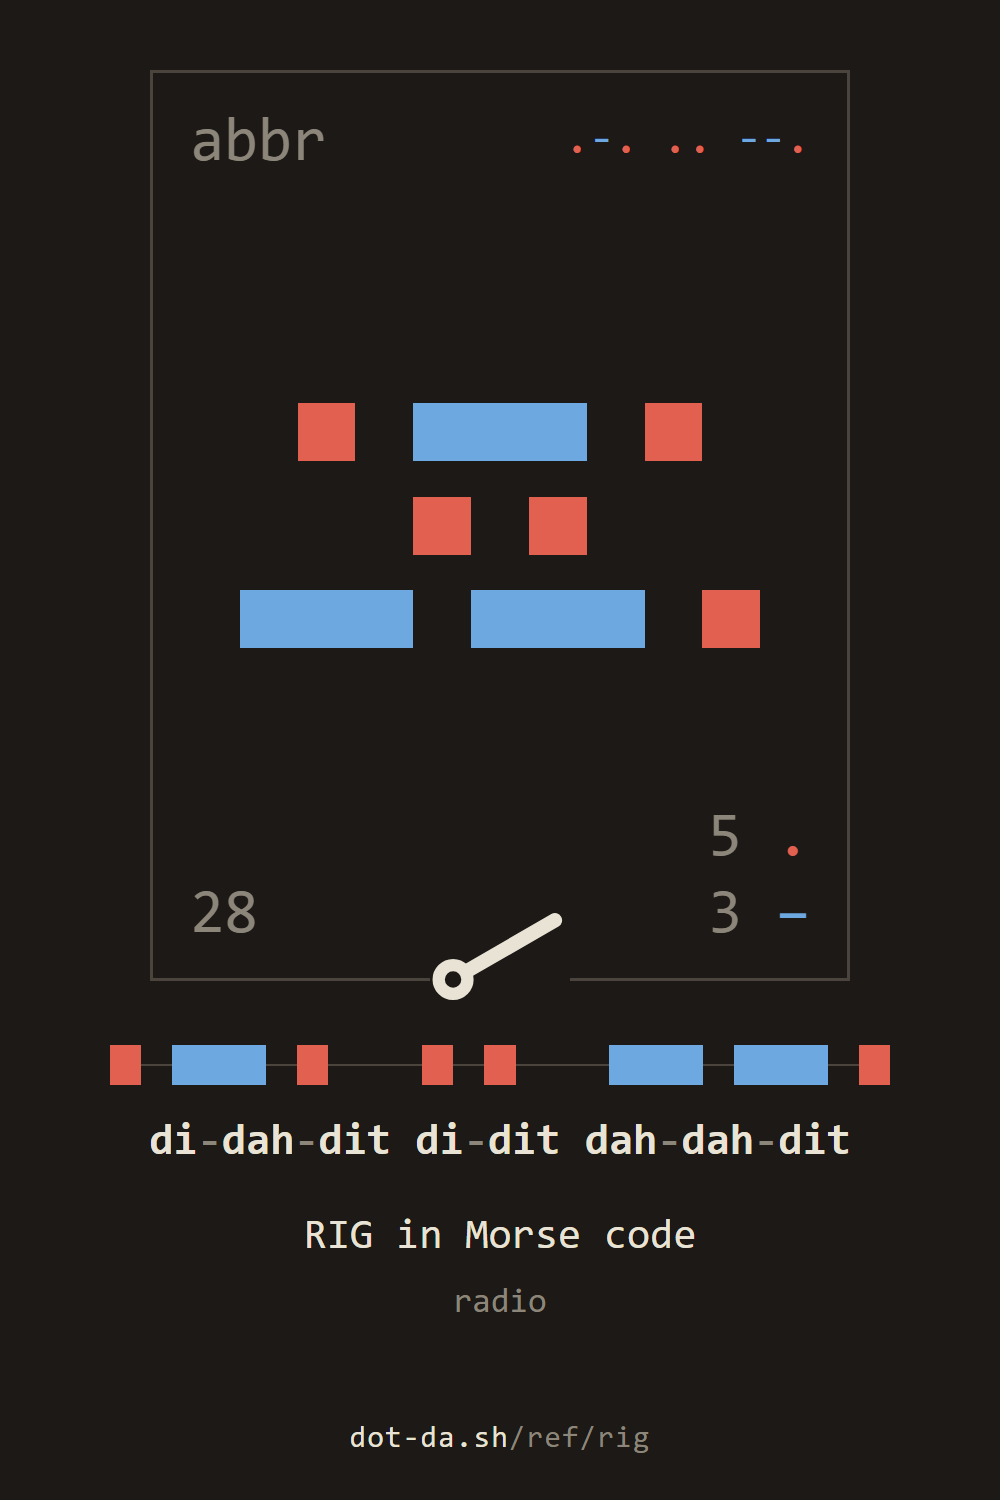 abbr .-. .. --.
5 .
28 3 -
di-dah-dit di-dit dah-dah-dit
RIG in Morse code
radio
dot-da.sh/ref/rig